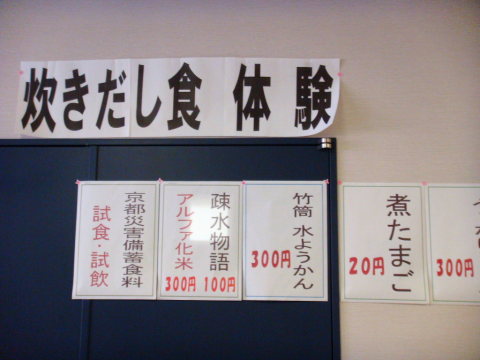 炊きだし食 体験
京都災害備蓄食料
試食・試飲
疎水物語
100円
アルファ化米
300円
竹筒 水ようかん
300円
煮たまご
20円
300円